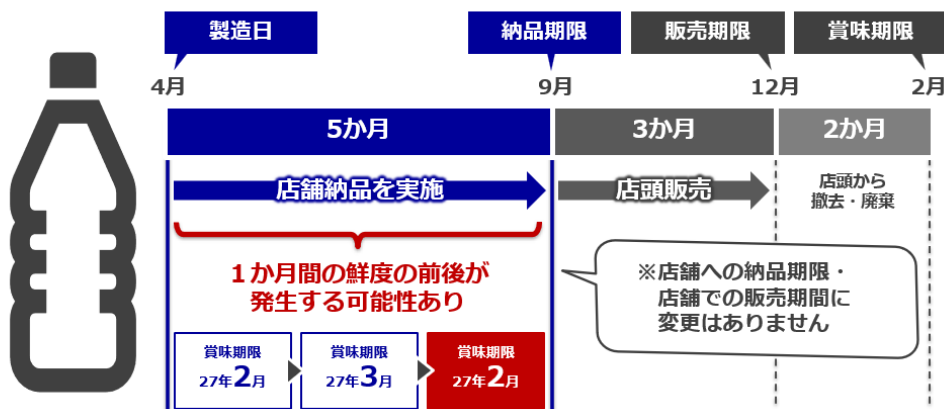 製造日
納品期限
販売期限
賞味期限
4月
9月
12月
2月
5か月
3か月
2か月
店舗納品を実施
店頭販売
店頭から
撤去・廃棄
１か月間の鮮度の前後が
発生する可能性あり
※店舗への納品期限・
店舗での販売期間に
変更はありません
賞味期限
27年2月
賞味期限
27年3月
賞味期限
27年2月